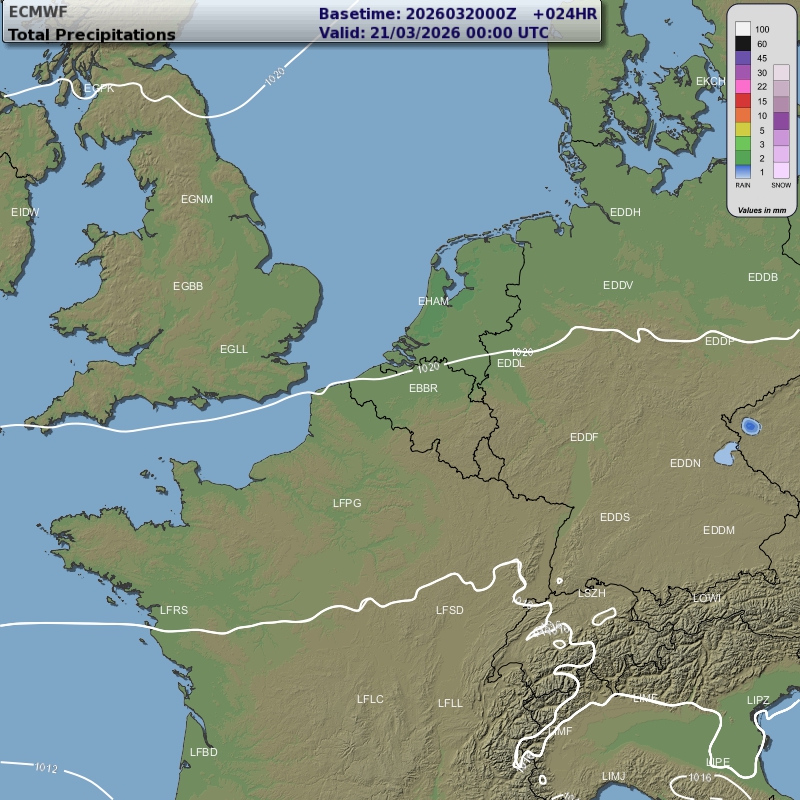 ECMWF
Basetime: 2026032000Z +024HR
Total Precipitations
Valid: 21/03/2026 00:00 UTC
100
60
45
30
22
15
10
5
3
2
1
RAIN
SNOW
Values in mm
1020
EGPK
EKCH
EGNM
EIDW
EDDH
EGBB
EDDV
EDDB
EHAM
EGLL
EDDP
1020
EDDL
1020
EBBR
EDDF
EDDN
LFPG
EDDS
EDDM
LSZH
LOWI
LFRS
LFSD
LFLC
LFLL
LIME
LIPZ
LIMF
LFBD
LIPE
1012
LIMJ
1016